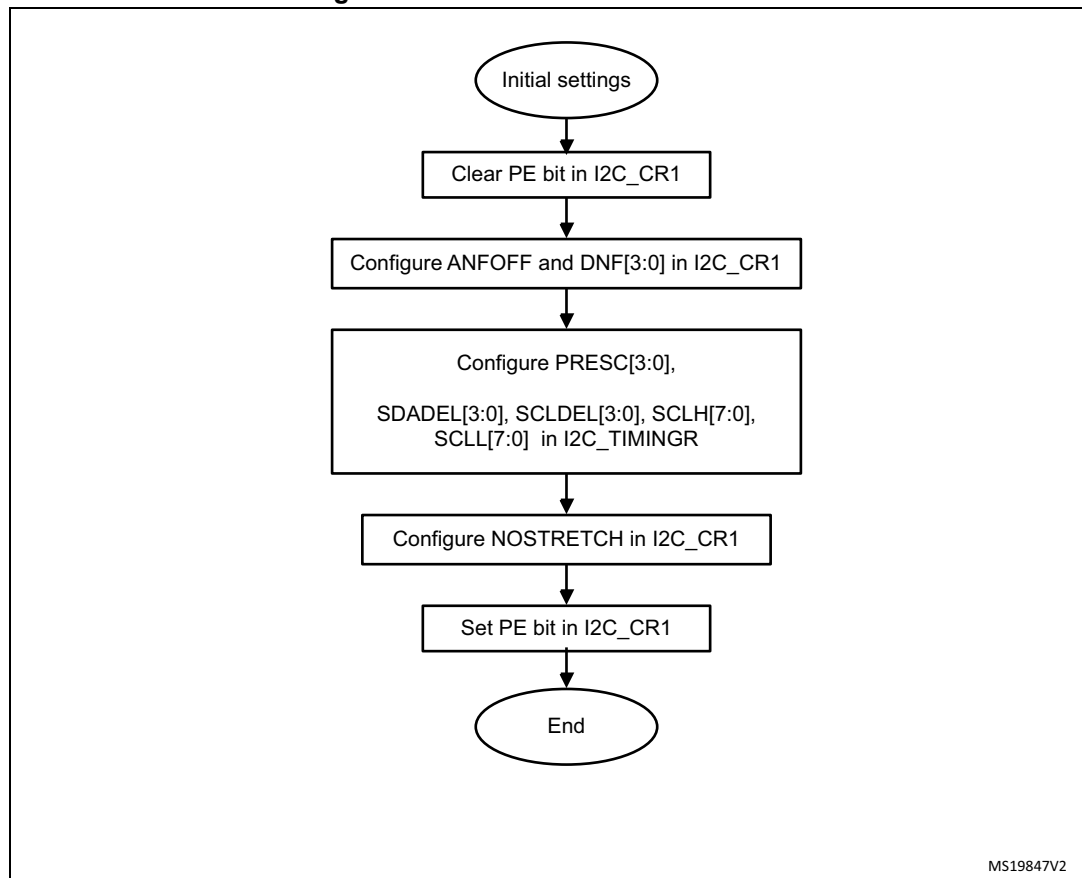 Initial settings
Clear PE bit in I2C_CR1
Configure ANFOFF and DNF[3:0] in I2C_CR1
Configure PRESC[3:0],
SDADEL[3:0], SCLDEL[3:0], SCLH[7:0],
SCLL[7:0] in I2C_TIMINGR
Configure NOSTRETCH in I2C_CR1
Set PE bit in I2C_CR1
End
MS19847V2